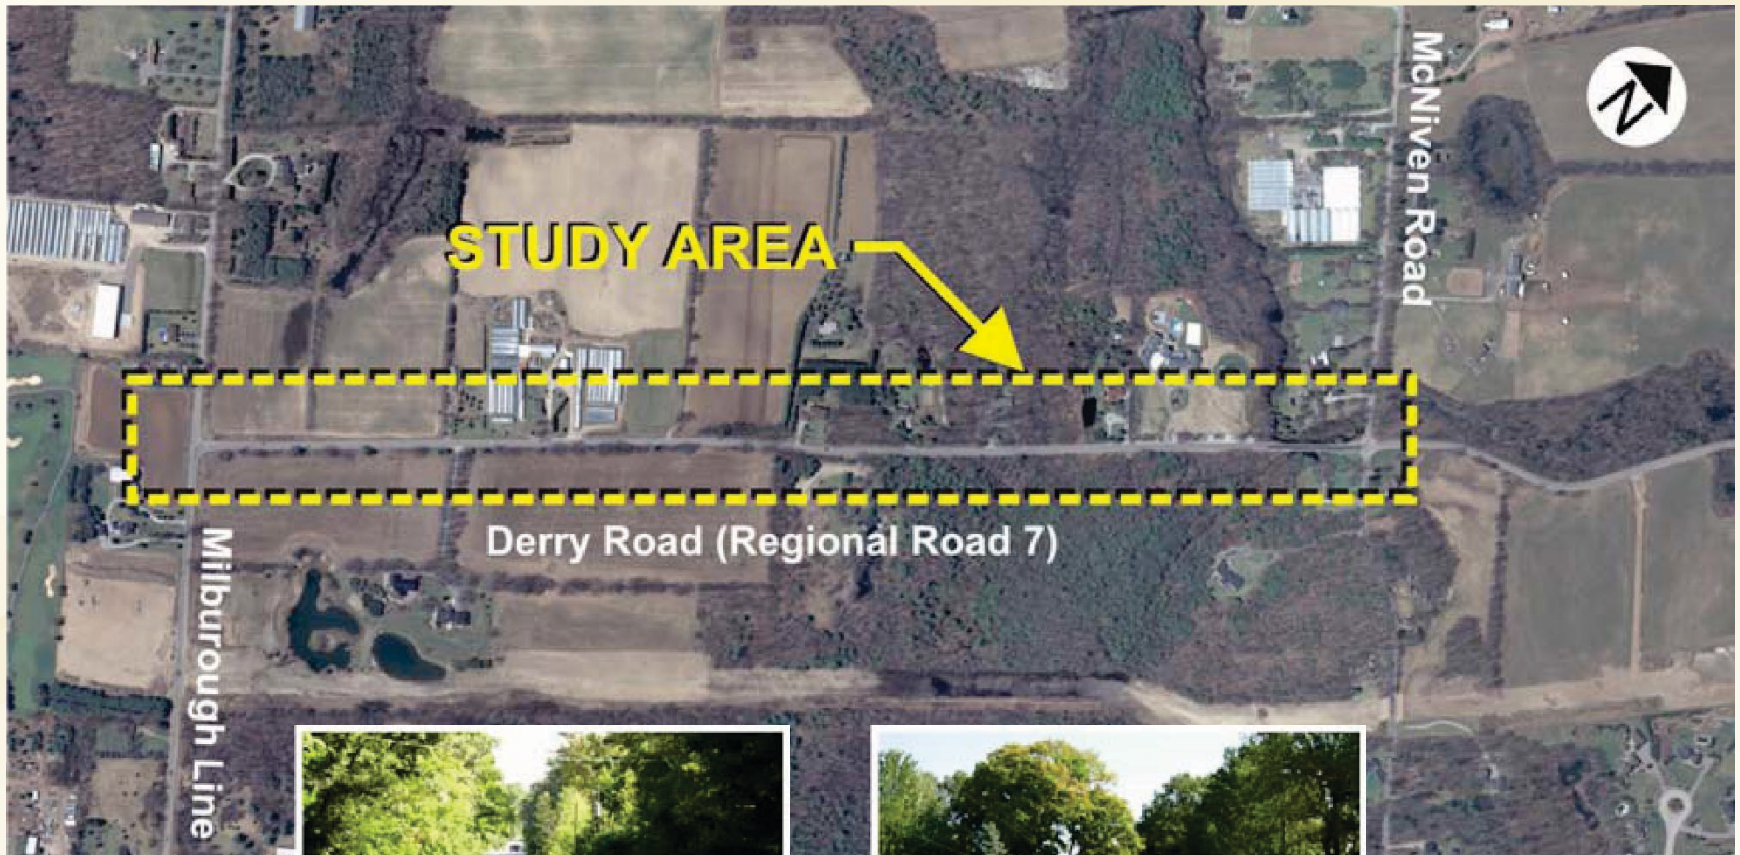 N
McNiven Road
STUDY AREA
Derry Road (Regional Road 7)
Milburough Line